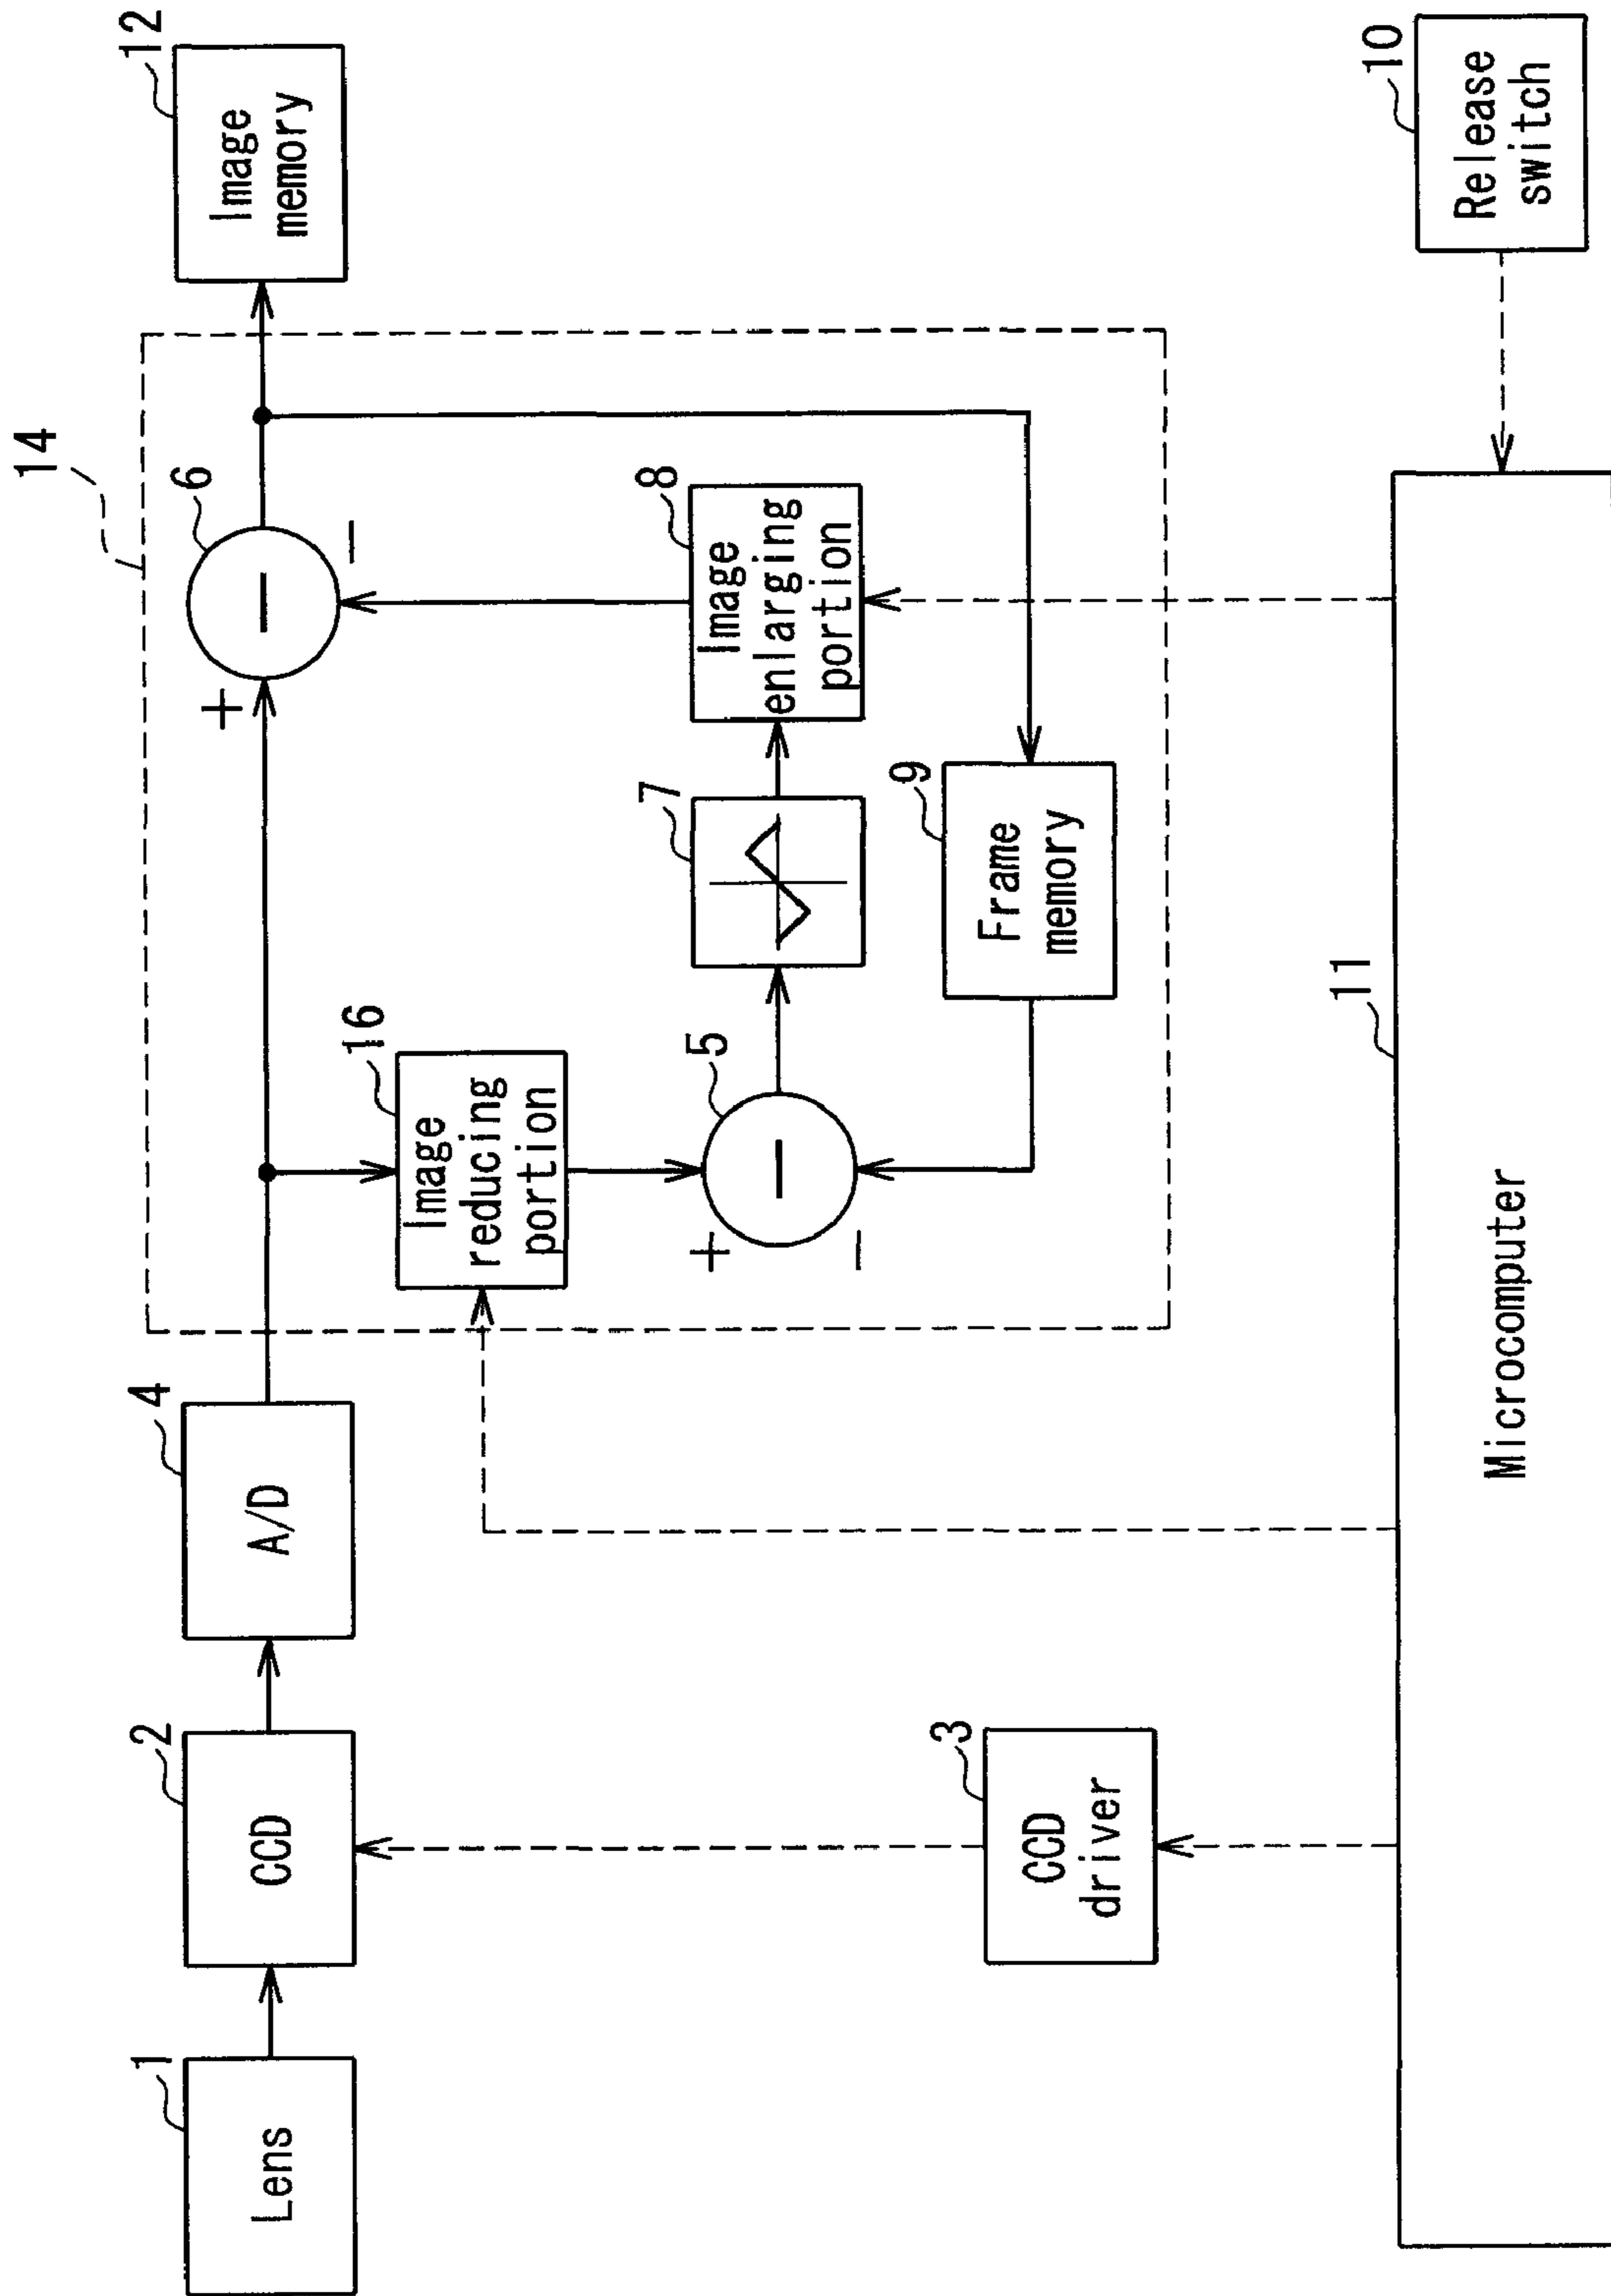 14
1
Lens
2
CCD
4
A/D
6
+
−
−
12
Image
memory
16
Image
reducing
portion
5
+
−
−
7
8
Image
enlarging
portion
9
Frame
memory
3
CCD
driver
11
Microcomputer
10
Release
switch